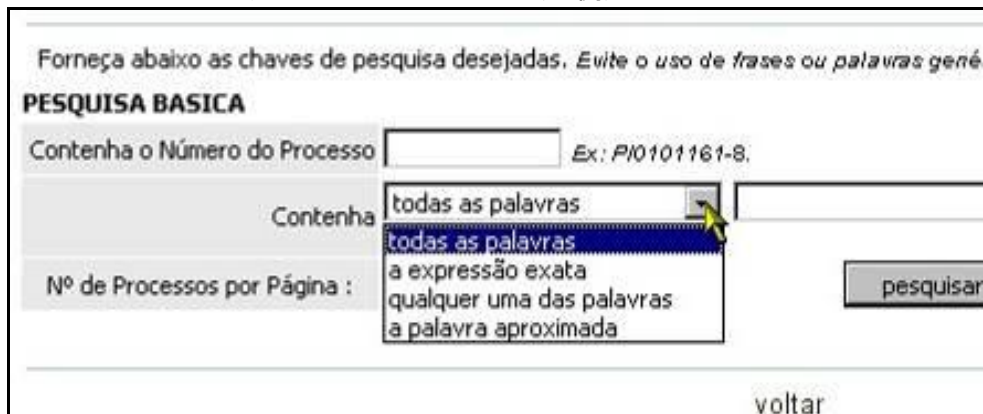 Forneça abaixo as chaves de pesquisa desejadas. Evite o uso de frases ou palavras
PESQUISA BASICA
Contenha o Número do Processo Ex: PI0101161-8.
Contenha todas as palavras
todas as palavras
a expressão exata
Nº de Processos por Página : qualquer uma das palavras pesquisar
a palavra aproximada
voltar